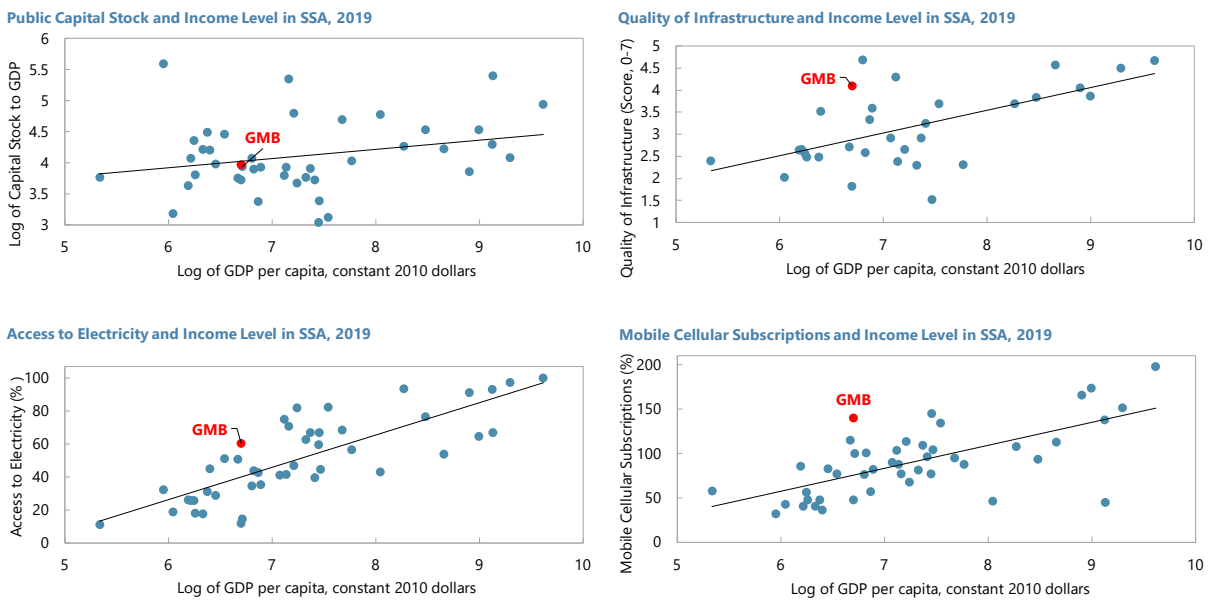 Public Capital Stock and Income Level in SSA, 2019
Log of Capital Stock to GDP
6
5.5
5
4.5
4
3.5
3
GMB
5 6 7 8 9 10
Log of GDP per capita, constant 2010 dollars
Quality of Infrastructure and Income Level in SSA, 2019
Quality of Infrastructure (Score, 0-7)
5
4.5
4
3.5
3
2.5
2
1.5
1
GMB
5 6 7 8 9 10
Log of GDP per capita, constant 2010 dollars
Access to Electricity and Income Level in SSA, 2019
Access to Electricity (% )
100
80
60
40
20
0
GMB
5 6 7 8 9 10
Log of GDP per capita, constant 2010 dollars
Mobile Cellular Subscriptions and Income Level in SSA, 2019
Mobile Cellular Subscriptions (%)
200
150
100
50
0
GMB
5 6 7 8 9 10
Log of GDP per capita, constant 2010 dollars